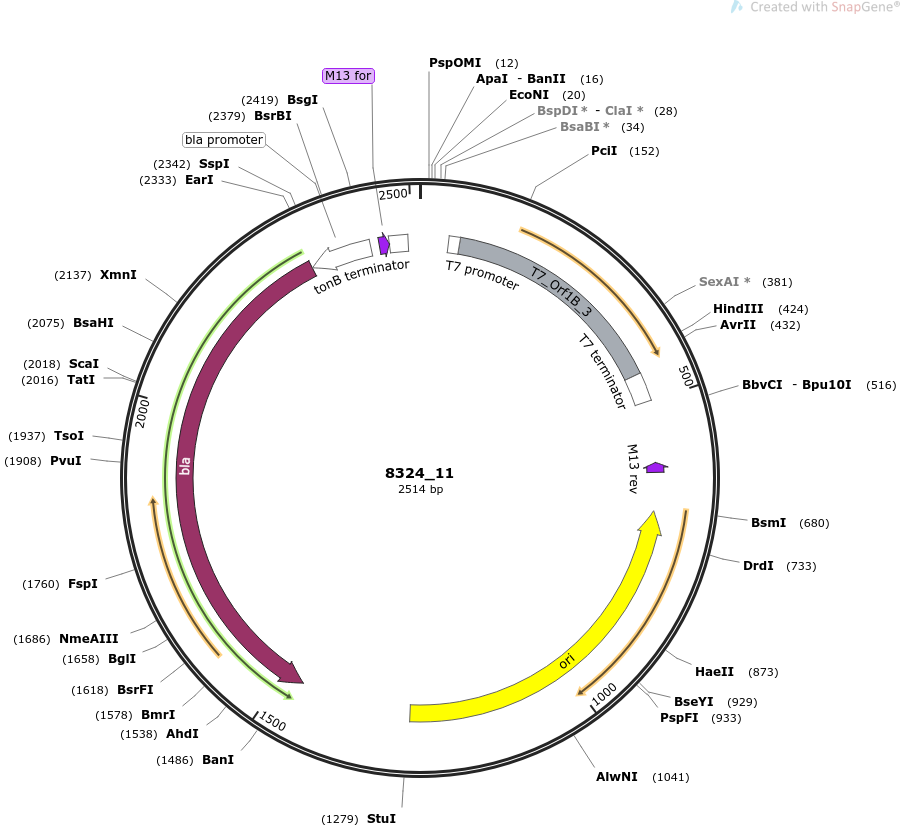 Created with SnapGene®
M13 for
(2419) BsgI
(2379) BsrBI
bla promoter
(2342) SspI
(2333) EarI
PspOMI (12)
ApaI - BanII (16)
EcoNI (20)
BspDI * - ClaI * (28)
BsaBI * (34)
PciI (152)
2500
tonB terminator
T7 promoter
T7_Orf1B_3
T7 terminator
(2137) XmnI
(2075) BsaHI
(2018) ScaI
(2016) TatI
2000
(1937) TsoI
(1908) PvuI
SexAI * (381)
HindIII (424)
AvrII (432)
500
BbvCI - Bpu10I (516)
bla
8324_11
2514 bp
M13 rev
BsmI (680)
DrdI (733)
(1760) FspI
(1686) NmeAIII
(1658) BglI
(1618) BsrFI
(1578) BmrI
(1538) AhdI
(1486) BanI
1500
ori
1000
HaeII (873)
BseYI (929)
PspFI (933)
AlwNI (1041)
(1279) StuI